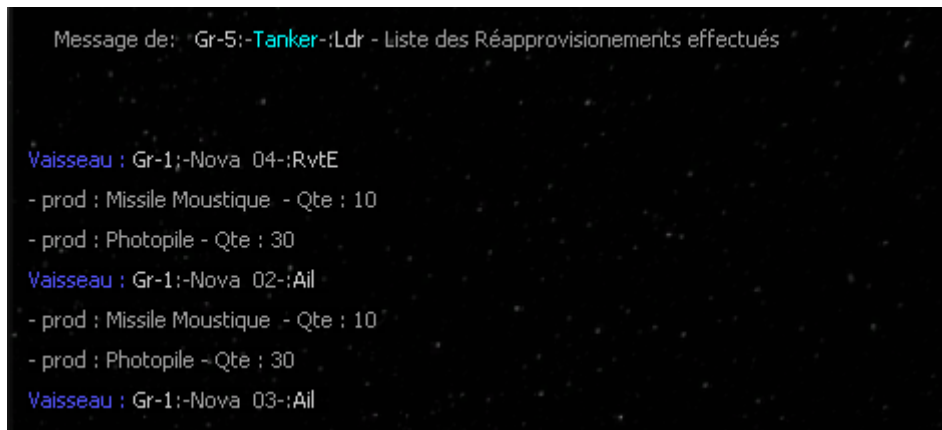 Message de: Gr-5:-Tanker-:Ldr - Liste des Réapprovisionements effectués
Vaisseau : Gr-1:-Nova 04-:RvtE
- prod : Missile Moustique - Qte : 10
- prod : Photopile - Qte : 30
Vaisseau : Gr-1:-Nova 02-:Ail
- prod : Missile Moustique - Qte : 10
- prod : Photopile - Qte : 30
Vaisseau : Gr-1:-Nova 03-:Ail